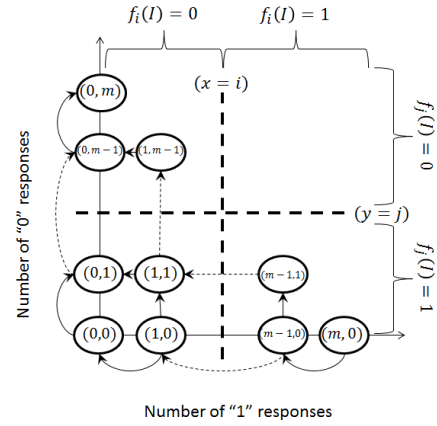 f_i(I) = 0
f_i(I) = 1
(x = i)
(0, m)
(0, m − 1)
(1, m − 1)
f_j(I) = 0
(y = j)
Number of "0" responses
(0,1)
(1,1)
(m − 1,1)
f_j(I) = 1
(0,0)
(1,0)
(m − 1,0)
(m, 0)
Number of "1" responses